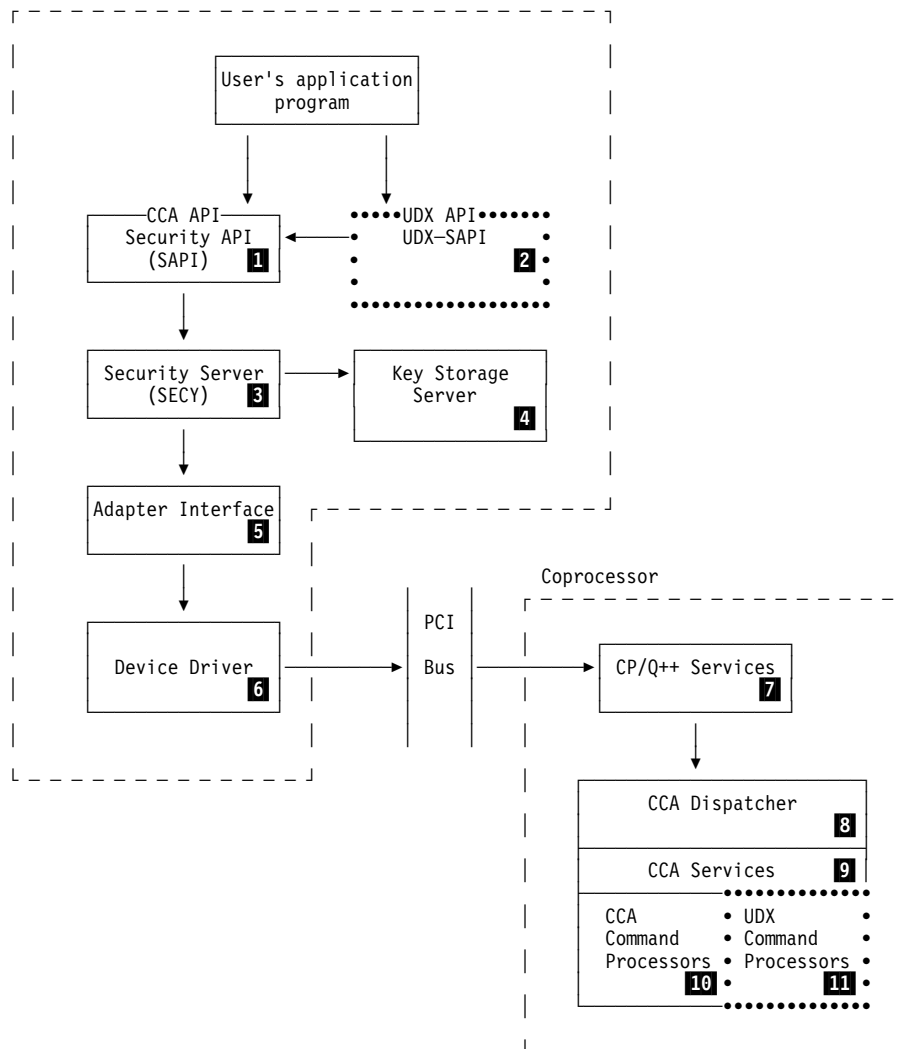 User's application
program
CCA API
Security API
(SAPI) 1
UDX API
UDX—SAPI
2
Security Server
(SECY) 3
Key Storage
Server
4
Adapter Interface
5
Coprocessor
PCI
Bus
Device Driver
6
CP/Q++ Services
7
CCA Dispatcher
8
CCA Services 9
CCA
Command
Processors
10
UDX
Command
Processors
11